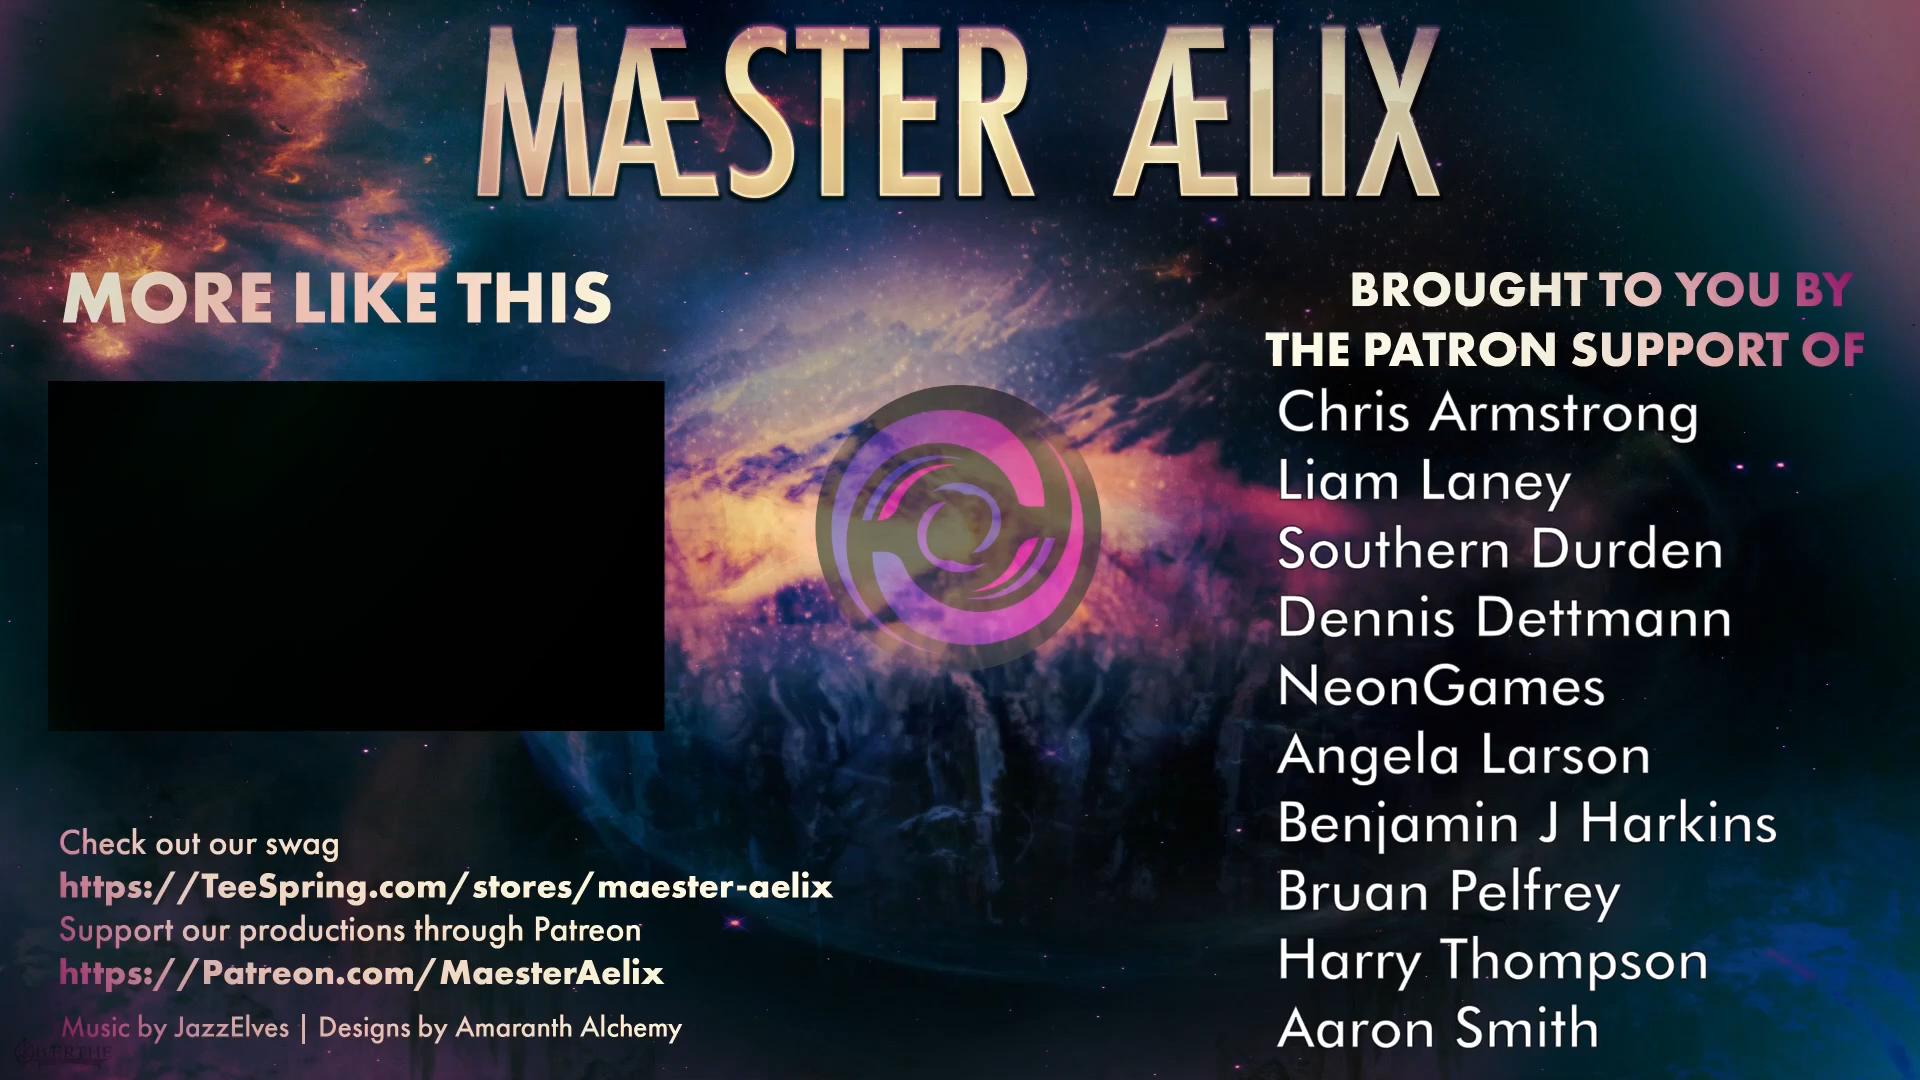 MÆSTER ÆLIX
MORE LIKE THIS
BROUGHT TO YOU BY
THE PATRON SUPPORT OF
Chris Armstrong
Liam Laney
Southern Durden
Dennis Dettmann
NeonGames
Angela Larson
Benjamin J Harkins
Bruan Pelfrey
Harry Thompson
Aaron Smith
Check out our swag
https://TeeSpring.com/stores/maester-aelix
Support our productions through Patreon
https://Patreon.com/MaesterAelix
Music by JazzElves | Designs by Amaranth Alchemy